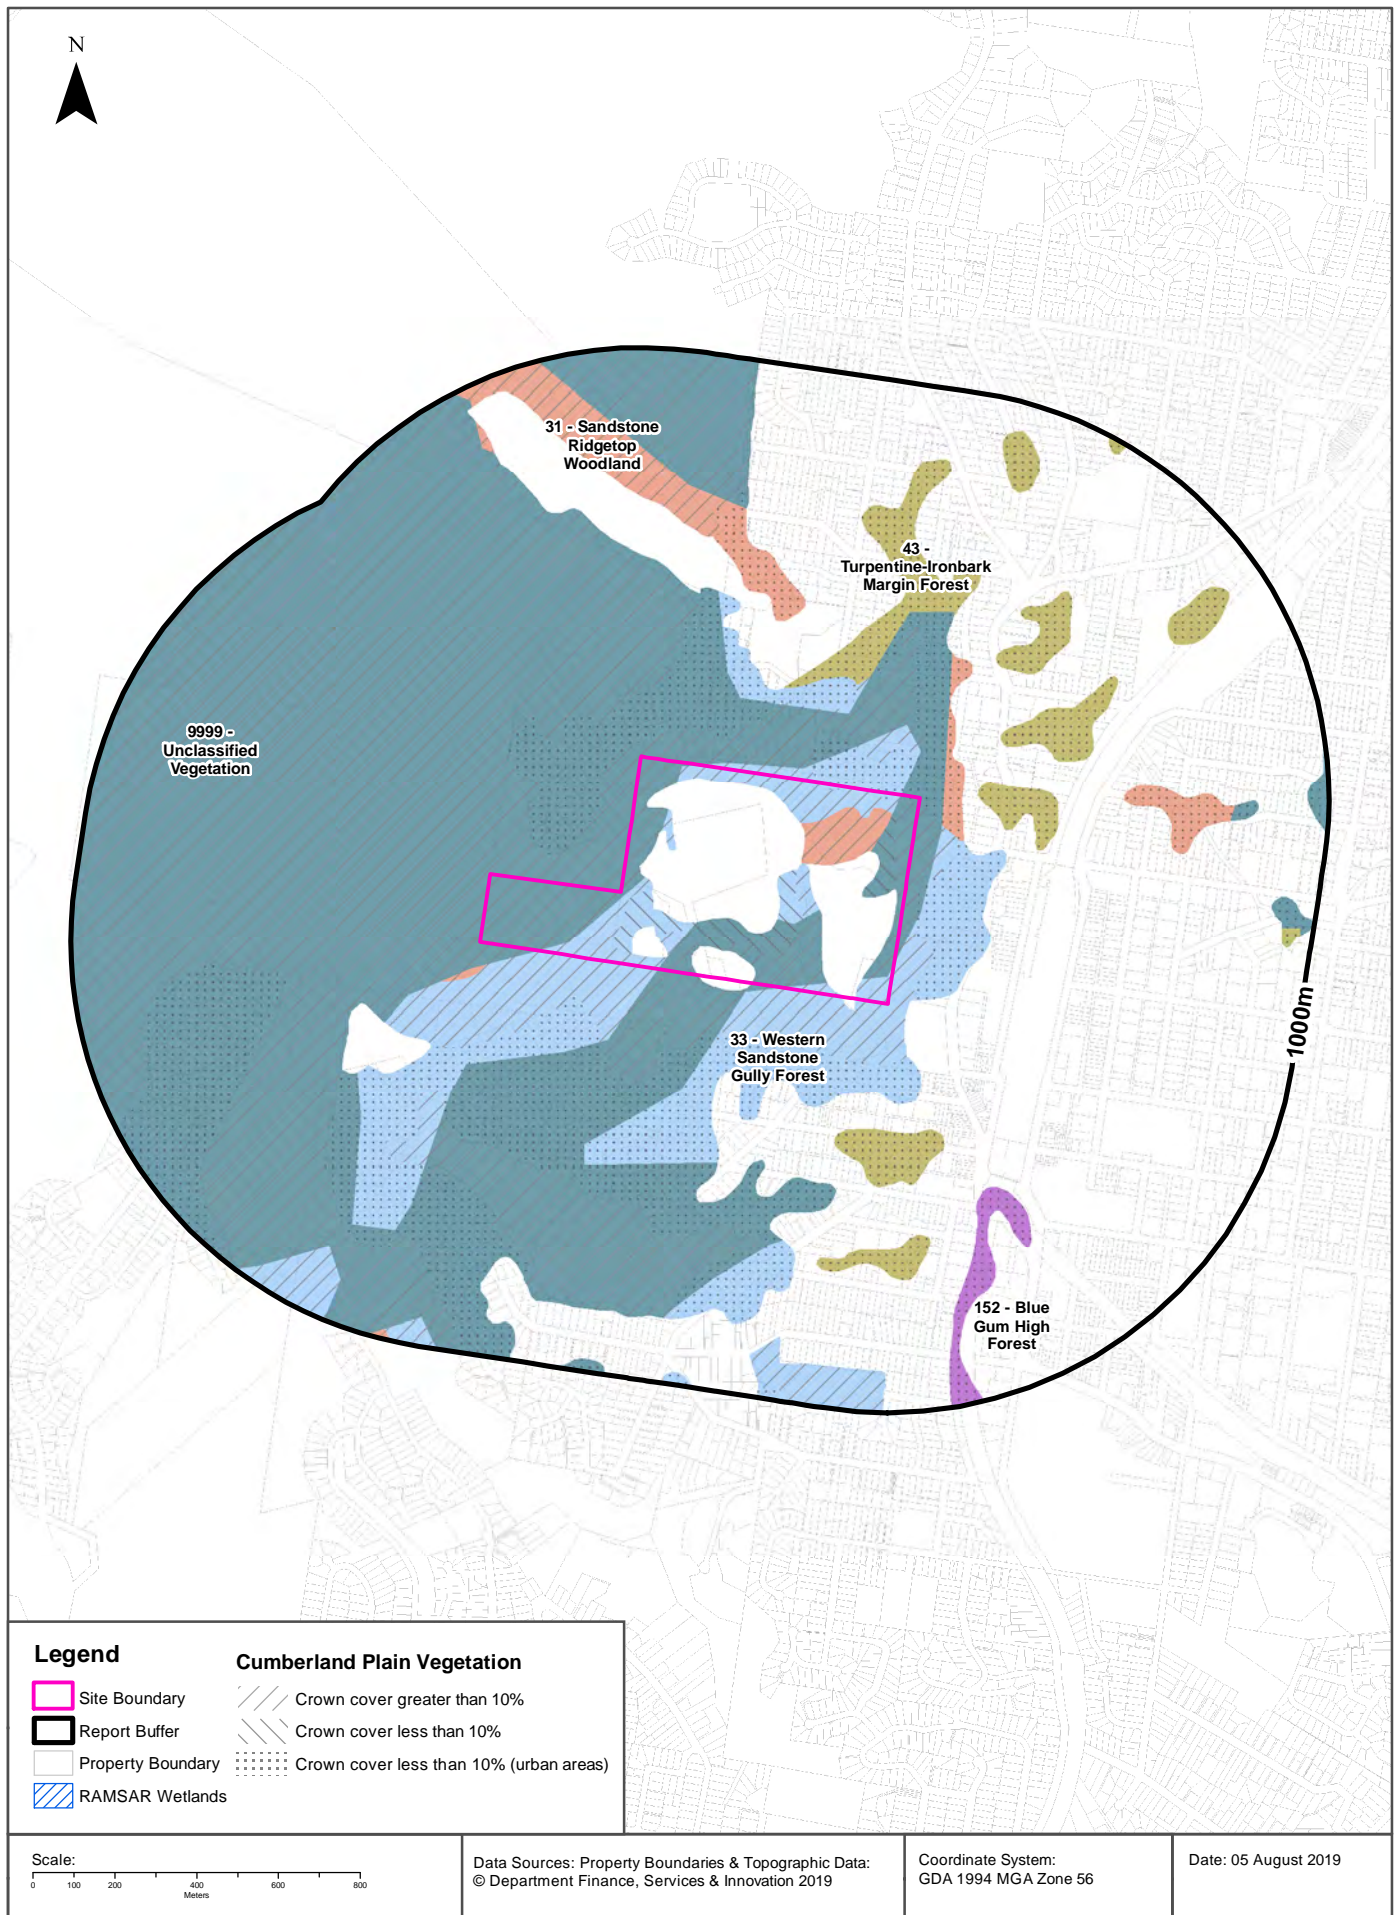 N
31 - Sandstone
Ridgetop
Woodland
43 -
Turpentine-Ironbark
Margin Forest
9999 -
Unclassified
Vegetation
1000m
33 - Western
Sandstone
Gully Forest
152 - Blue
Gum High
Forest
Legend
Site Boundary
Report Buffer
Property Boundary
RAMSAR Wetlands
Cumberland Plain Vegetation
Crown cover greater than 10%
Crown cover less than 10%
Crown cover less than 10% (urban areas)
Scale:
0 100 200 400 600 800
Meters
Data Sources: Property Boundaries & Topographic Data:
© Department Finance, Services & Innovation 2019
Coordinate System:
GDA 1994 MGA Zone 56
Date: 05 August 2019